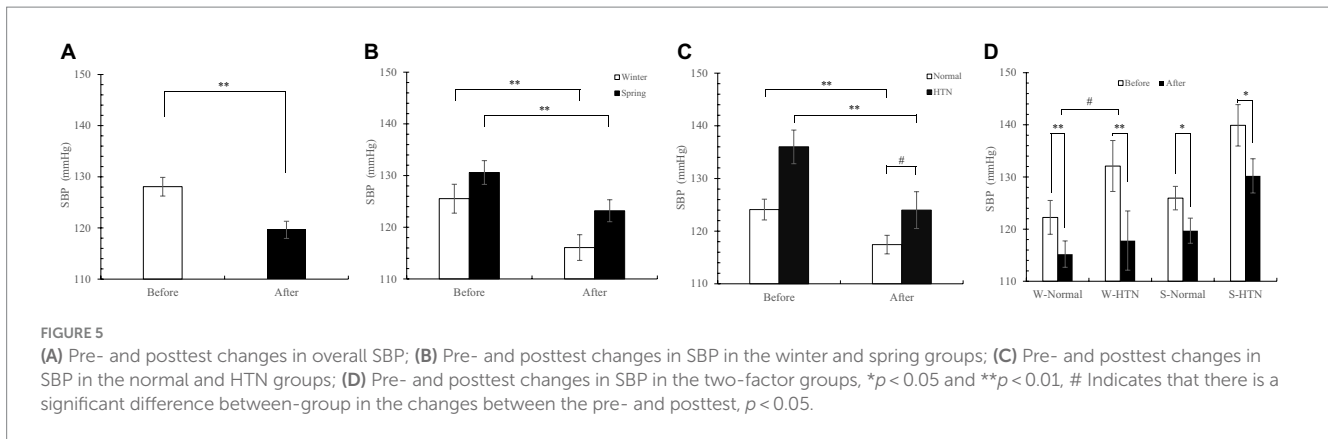 A
150
140
130
120
110
SBP (mmHg)
**
Before
After
B
150
140
130
120
110
SBP (mmHg)
Winter
Spring
**
**
Before
After
C
150
140
130
120
110
SBP (mmHg)
Normal
HTN
**
**
#
Before
After
D
150
140
130
120
110
SBP (mmHg)
Before
After
#
**
**
*
*
W-Normal
W-HTN
S-Normal
S-HTN
FIGURE 5
(A) Pre- and posttest changes in overall SBP; (B) Pre- and posttest changes in SBP in the winter and spring groups; (C) Pre- and posttest changes in
SBP in the normal and HTN groups; (D) Pre- and posttest changes in SBP in the two-factor groups, *p < 0.05 and **p < 0.01, # Indicates that there is a
significant difference between-group in the changes between the pre- and posttest, p < 0.05.